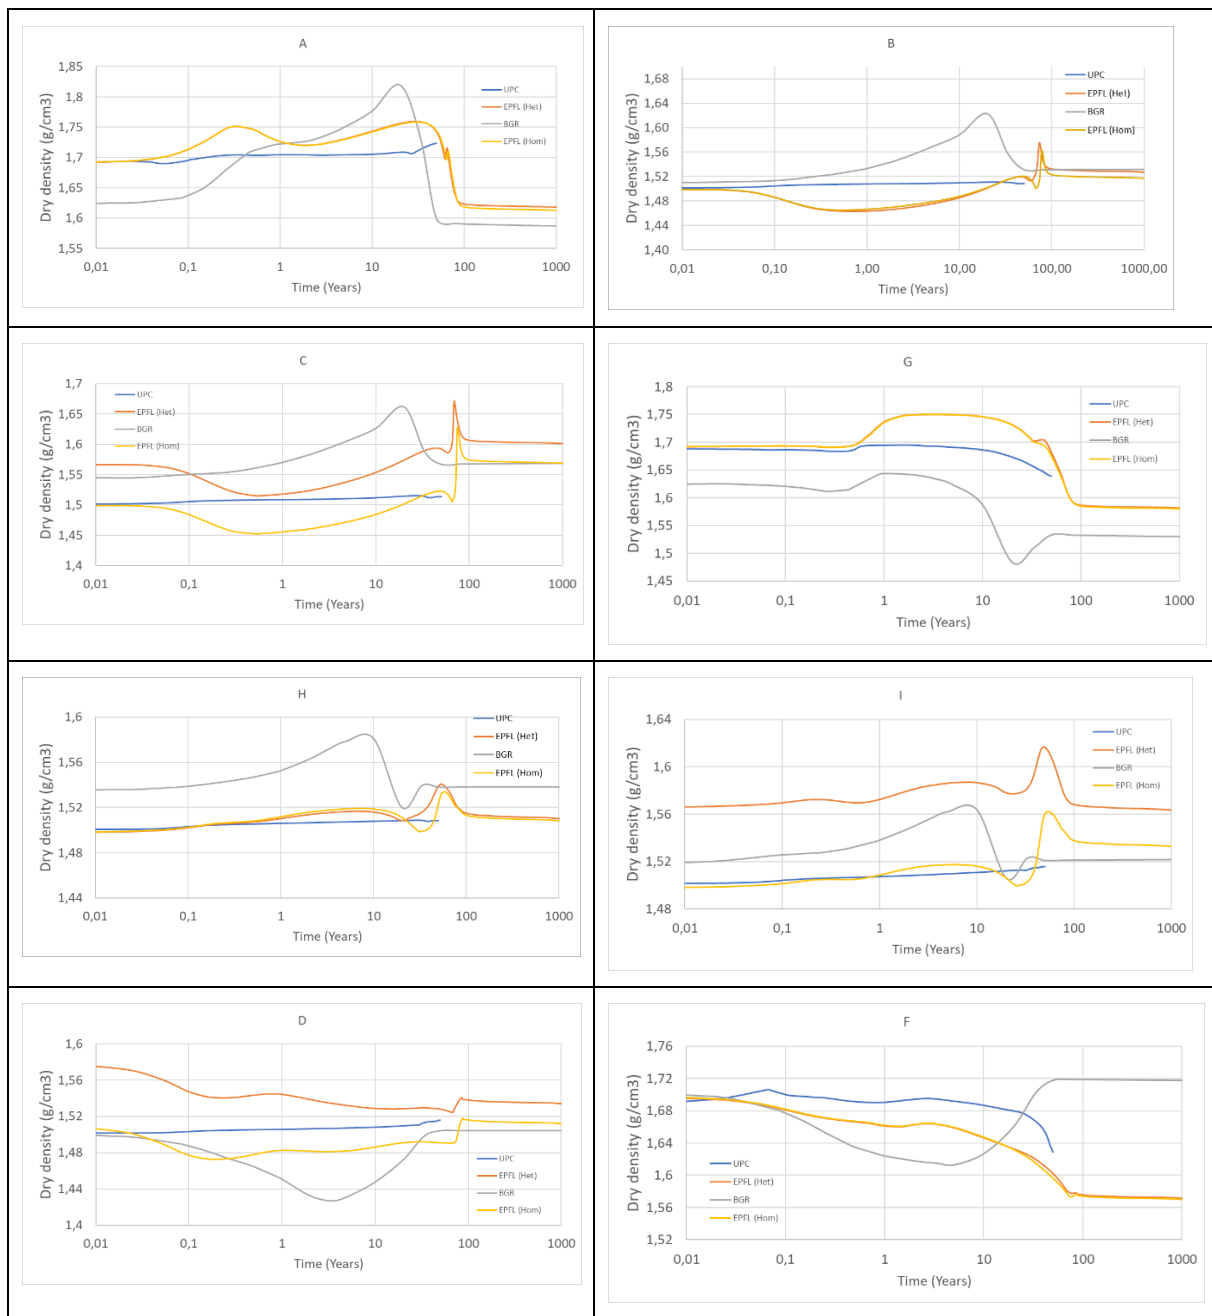 A
Dry density (g/cm3)
1,85
1,8
1,75
1,7
1,65
1,6
1,55
UPC
EPFL (Het)
BGR
EPFL (Hom)
0,01 0,1 1 10 100 1000
Time (Years)
B
Dry density (g/cm3)
1,68
1,64
1,60
1,56
1,52
1,48
1,44
1,40
UPC
EPFL (Het)
BGR
EPFL (Hom)
0,01 0,10 1,00 10,00 100,00 1000,00
Time (Years)
C
Dry density (g/cm3)
1,7
1,65
1,6
1,55
1,5
1,45
1,4
UPC
EPFL (Het)
BGR
EPFL (Hom)
0,01 0,1 1 10 100 1000
Time (Years)
G
Dry density (g/cm3)
1,8
1,75
1,7
1,65
1,6
1,55
1,5
1,45
UPC
EPFL (Het)
BGR
EPFL (Hom)
0,01 0,1 1 10 100 1000
Time (Years)
H
Dry density (g/cm3)
1,6
1,56
1,52
1,48
1,44
UPC
EPFL (Het)
BGR
EPFL (Hom)
0,01 0,1 1 10 100 1000
Time (Years)
I
Dry density (g/cm3)
1,64
1,6
1,56
1,52
1,48
UPC
EPFL (Het)
BGR
EPFL (Hom)
0,01 0,1 1 10 100 1000
Time (Years)
D
Dry density (g/cm3)
1,6
1,56
1,52
1,48
1,44
1,4
UPC
EPFL (Het)
BGR
EPFL (Hom)
0,01 0,1 1 10 100 1000
Time (Years)
F
Dry density (g/cm3)
1,76
1,72
1,68
1,64
1,6
1,56
1,52
UPC
EPFL (Het)
BGR
EPFL (Hom)
0,01 0,1 1 10 100 1000
Time (Years)